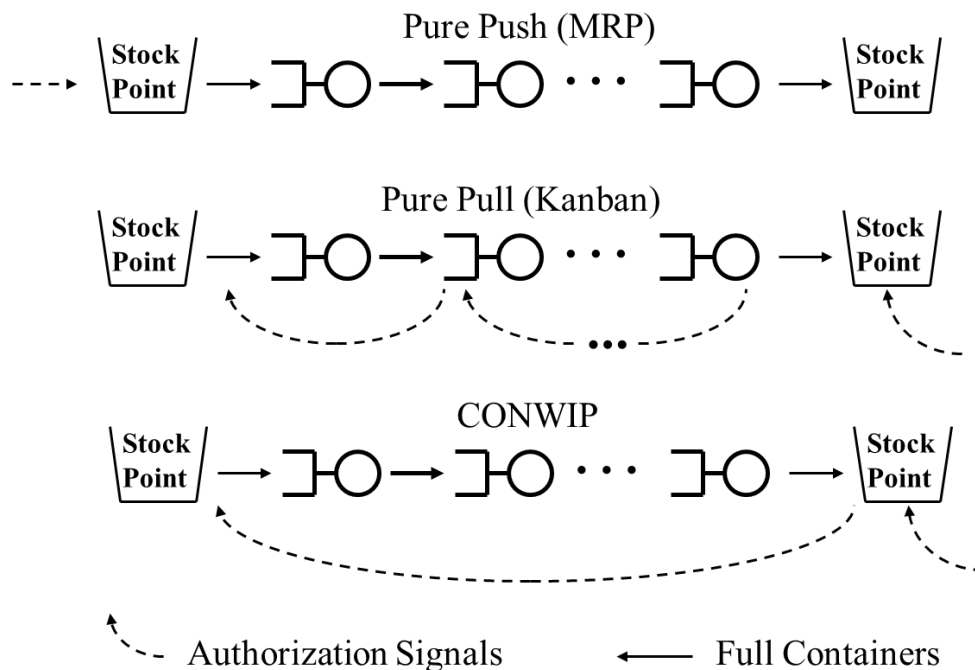 Pure Push (MRP)
Stock
Point
Stock
Point
Pure Pull (Kanban)
Stock
Point
Stock
Point
CONWIP
Stock
Point
Stock
Point
Authorization Signals
Full Containers